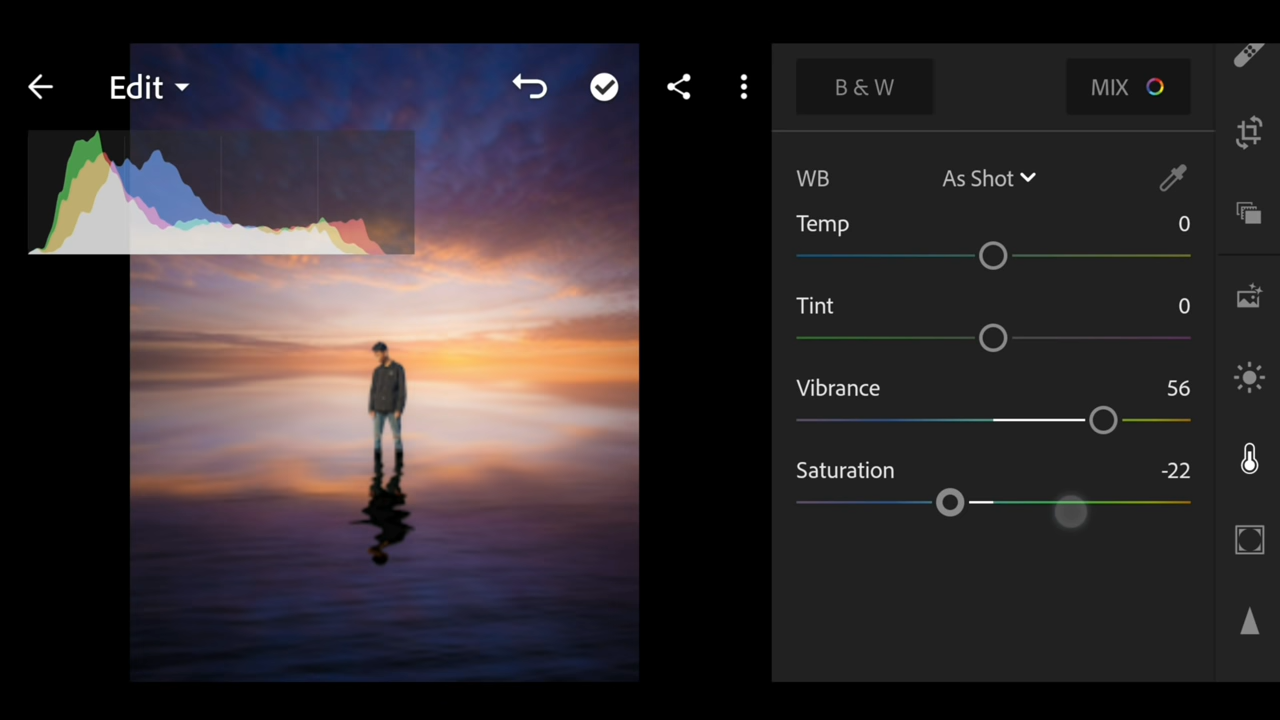 Edit
B & W
MIX
WB
As Shot
Temp
0
Tint
0
Vibrance
56
Saturation
-22